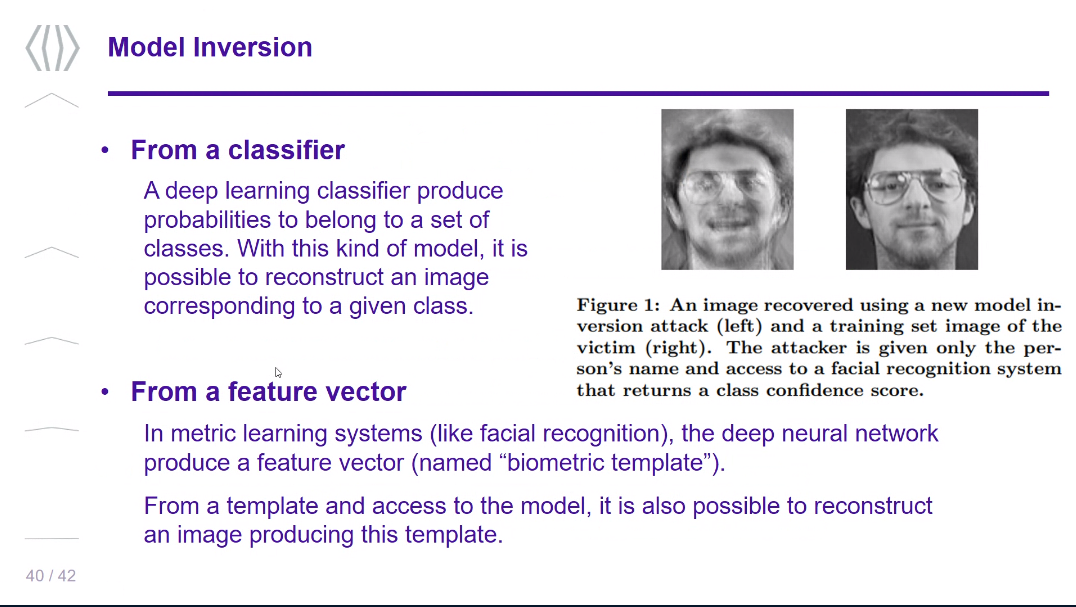 Model Inversion
• From a classifier
A deep learning classifier produce
probabilities to belong to a set of
classes. With this kind of model, it is
possible to reconstruct an image
corresponding to a given class.
Figure 1: An image recovered using a new model in-
version attack (left) and a training set image of the
victim (right). The attacker is given only the per-
son's name and access to a facial recognition system
that returns a class confidence score.
• From a feature vector
In metric learning systems (like facial recognition), the deep neural network
produce a feature vector (named “biometric template”).
From a template and access to the model, it is also possible to reconstruct
an image producing this template.
40 / 42